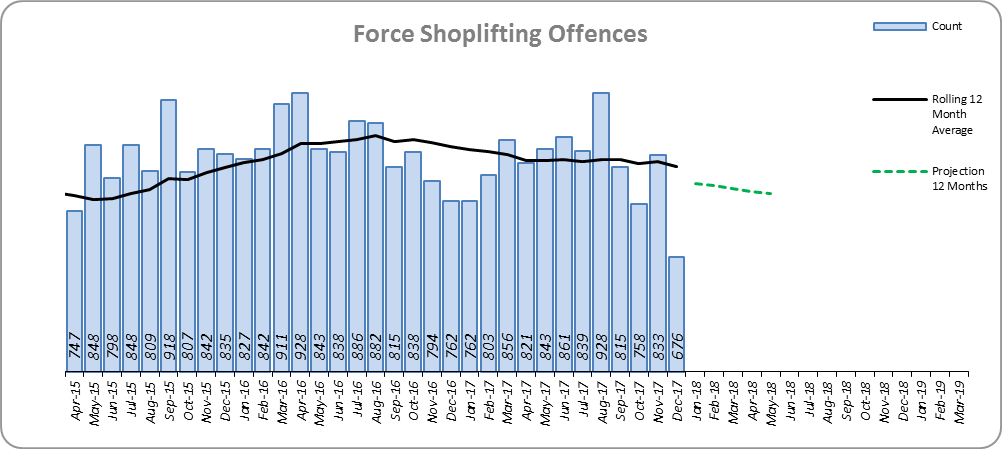 Force Shoplifting Offences
Count
Rolling 12
Month
Average
Projection
12 Months
747
848
798
848
809
918
807
842
835
827
842
911
928
843
838
886
882
815
838
794
762
762
803
856
821
843
861
839
928
815
758
833
676
Apr-15
May-15
Jun-15
Jul-15
Aug-15
Sep-15
Oct-15
Nov-15
Dec-15
Jan-16
Feb-16
Mar-16
Apr-16
May-16
Jun-16
Jul-16
Aug-16
Sep-16
Oct-16
Nov-16
Dec-16
Jan-17
Feb-17
Mar-17
Apr-17
May-17
Jun-17
Jul-17
Aug-17
Sep-17
Oct-17
Nov-17
Dec-17
Jan-18
Feb-18
Mar-18
Apr-18
May-18
Jun-18
Jul-18
Aug-18
Sep-18
Oct-18
Nov-18
Dec-18
Jan-19
Feb-19
Mar-19